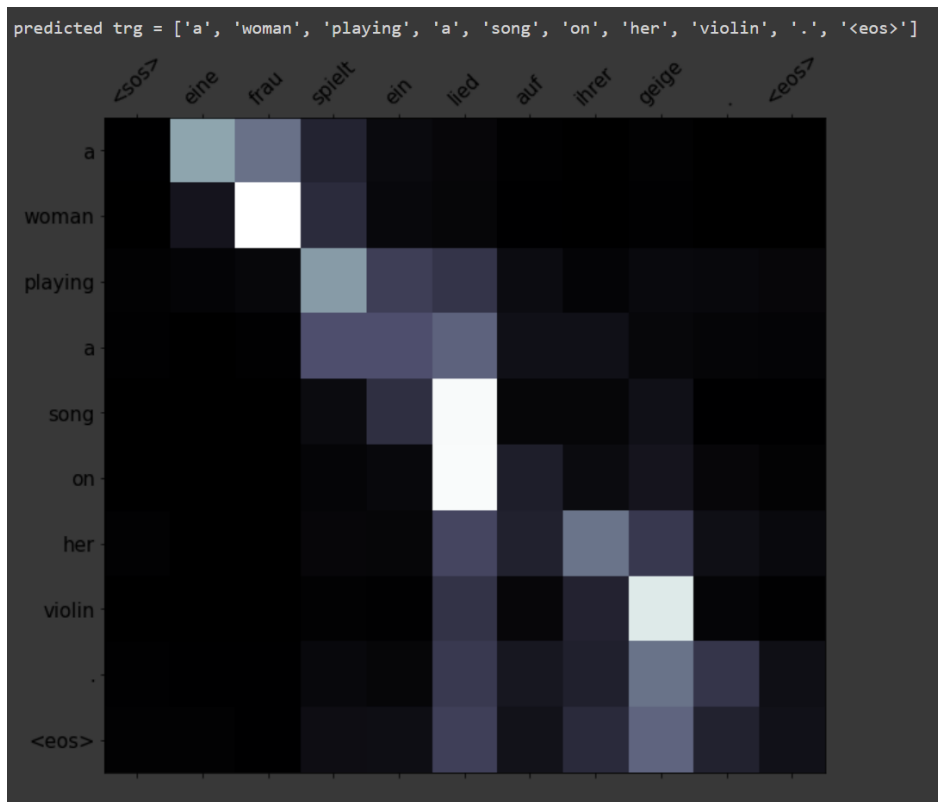 predicted trg = ['a', 'woman', 'playing', 'a', 'song', 'on', 'her', 'violin', '.', '<eos>']
<sos> eine frau spielt ein lied auf ihrer geige . <eos>
a
woman
playing
a
song
on
her
violin
.
<eos>